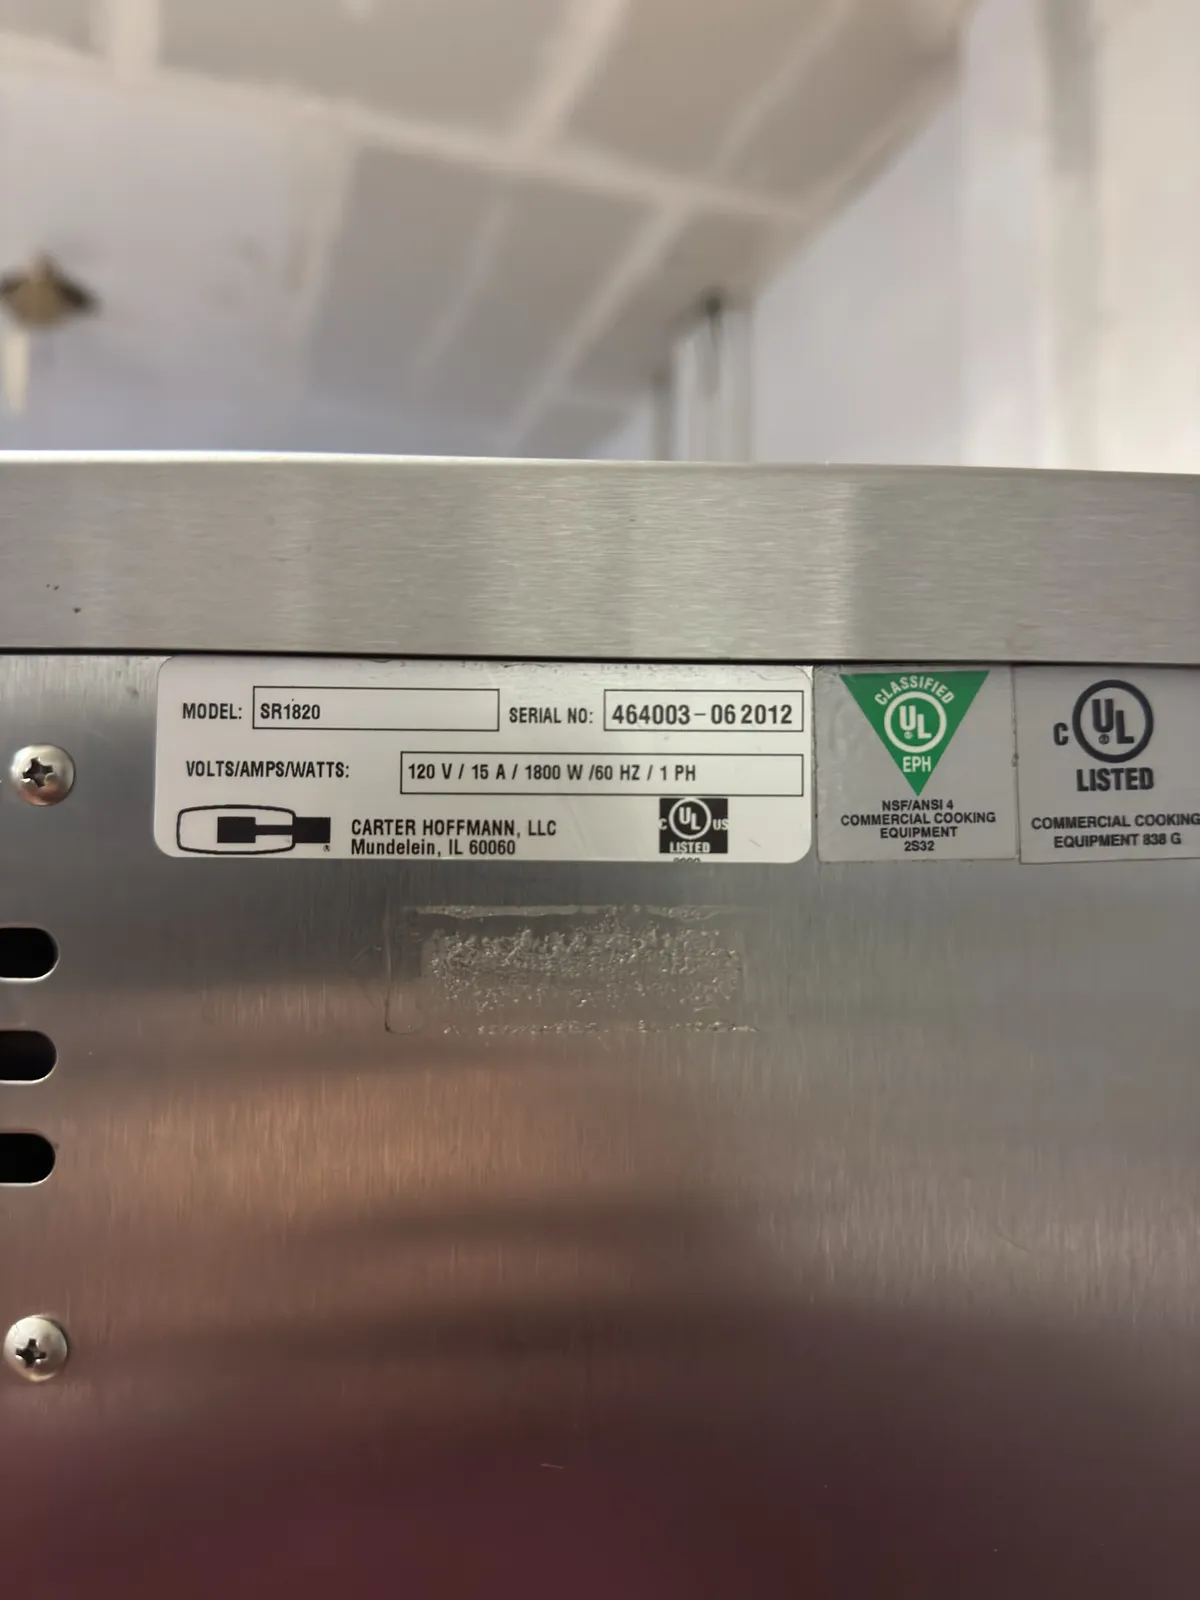 MODEL: SR1820
SERIAL NO: 464003-06 2012
VOLTS/AMPS/WATTS: 120 V / 15 A / 1800 W /60 HZ / 1 PH
CARTER HOFFMANN, LLC
Mundelein, IL 60060
®
C UL US
®
LISTED
CLASSIFIED
UL
®
EPH
NSF/ANSI 4
COMMERCIAL COOKING
EQUIPMENT
2S32
C UL
®
LISTED
COMMERCIAL COOKING
EQUIPMENT 838 G